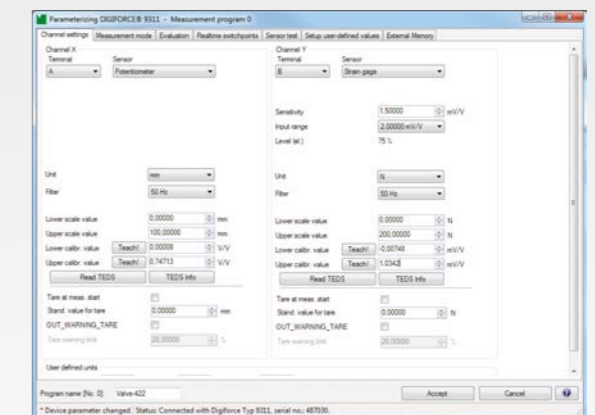 Parameterizing DIGIFORCE® 9311 - Measurement program 0
Channel settings Measurement mode Evaluation Realtime switchpoints Sensor test Setup user-defined values External Memory
Channel X
Terminal Sensor
A Potentiometer
Unit mm
Filter 50 Hz
Lower scale value 0,00000 mm
Upper scale value 100,00000 mm
Lower calibr. value Teach! 0,00008 V/V
Upper calibr. value Teach! 0,74713 V/V
Read TEDS TEDS Info
Tare at meas. start
Stand. value for tare 0.00000 mm
OUT_WARNING_TARE
Tare warning limit 20,00000 %
Channel Y
Terminal Sensor
B Strain gage
Sensitivity 1.50000 mV/V
Input range 2.00000 mV/V
Level (el.) 75 %
Unit N
Filter 50 Hz
Lower scale value 0,00000 N
Upper scale value 200,00000 N
Lower calibr. value Teach! -0,00748 mV/V
Upper calibr. value Teach! 1.0342 mV/V
Read TEDS TEDS Info
Tare at meas. start
Stand. value for tare 0.00000 N
OUT_WARNING_TARE
Tare warning limit 20,00000 %
User defined units
Program name [No. 0] Valve-422 Accept Cancel
* Device parameter changed Status: Connected with Digiforce Typ 9311, serial no.: 487030.